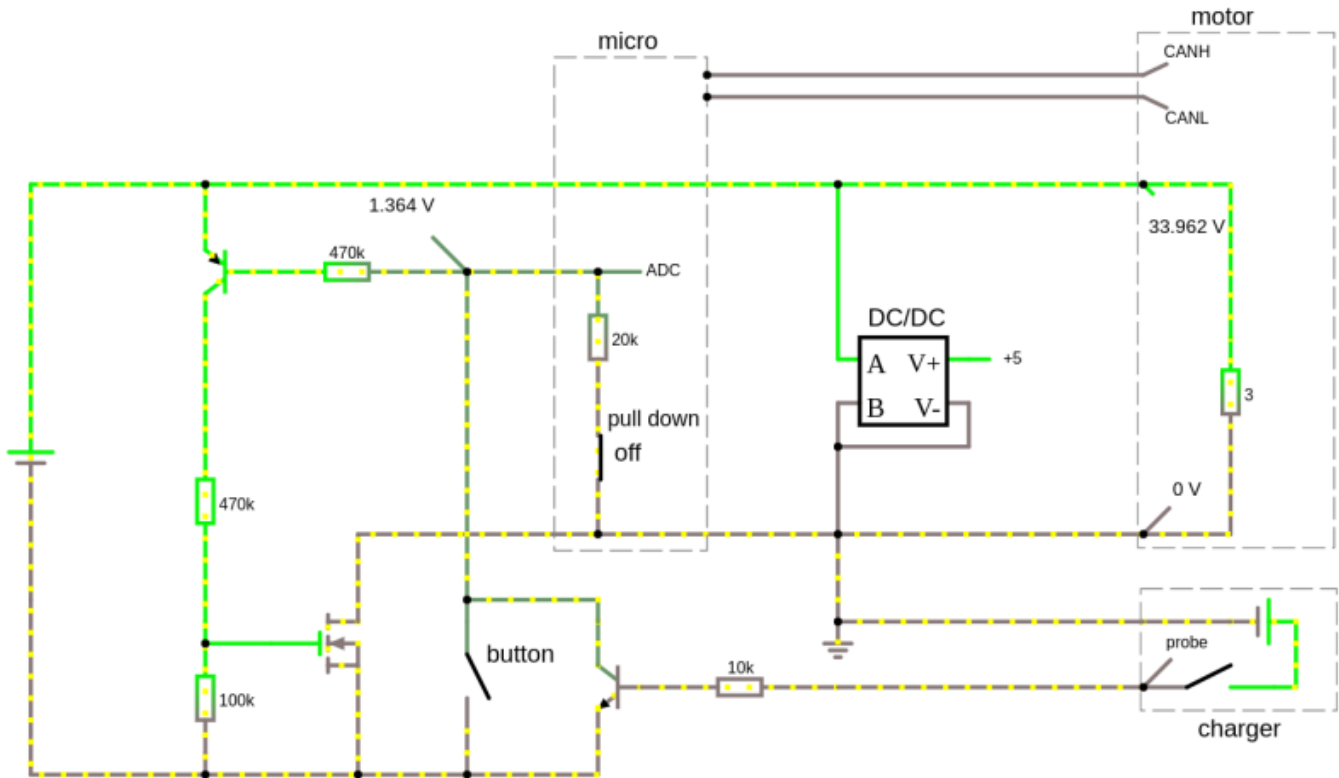 motor
micro
CANH
CANL
1.364 V
33.962 V
470k
ADC
DC/DC
20k
A V+
+5
3
B V-
pull down
off
470k
0 V
button
probe
10k
100k
charger